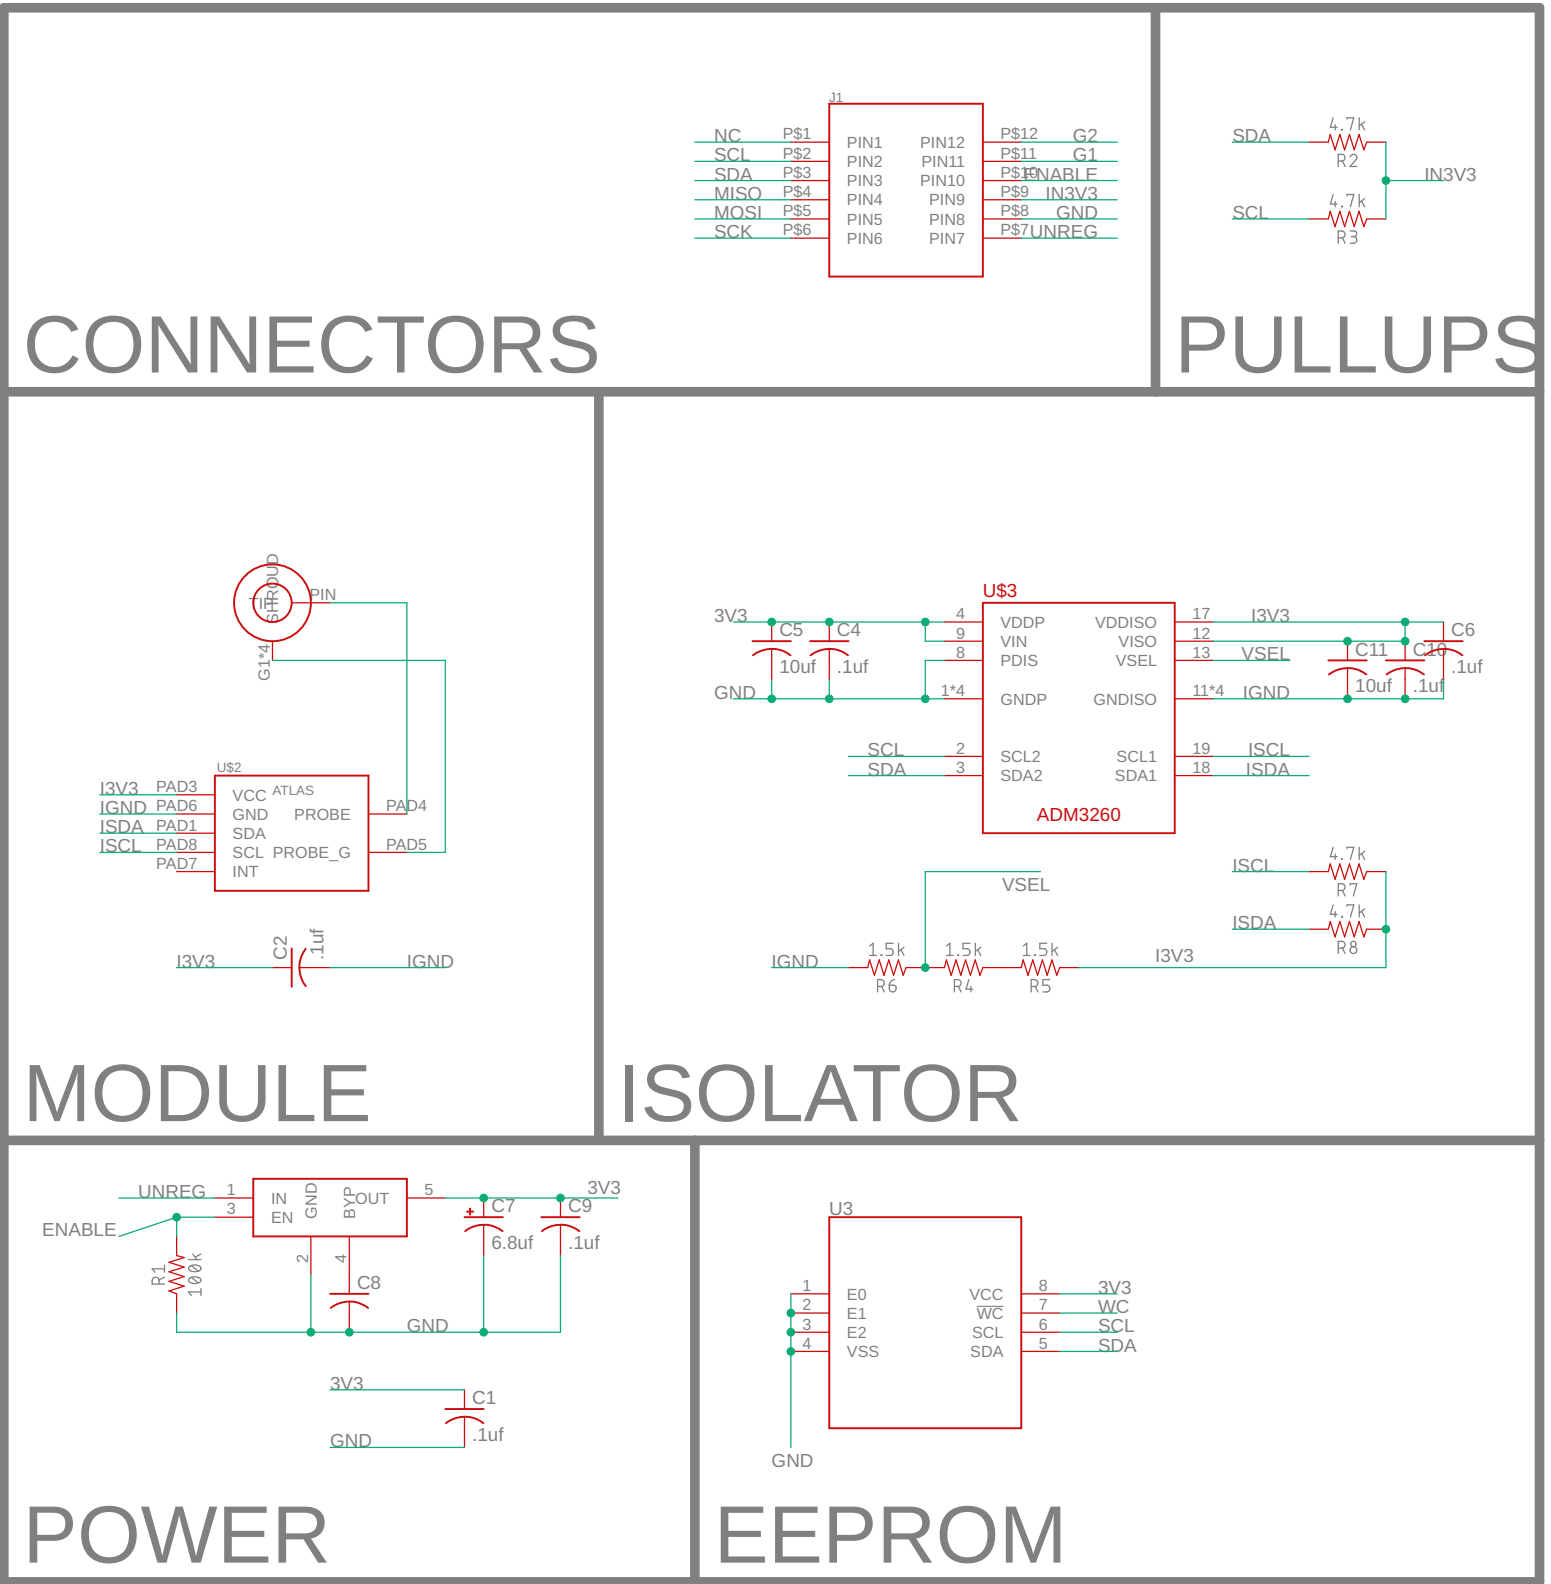 J1
NC P$1 PIN1 PIN12 P$12 G2
SCL P$2 PIN2 PIN11 P$11 G1
SDA P$3 PIN3 PIN10 P$10 ENABLE
MISO P$4 PIN4 PIN9 P$9 IN3V3
MOSI P$5 PIN5 PIN8 P$8 GND
SCK P$6 PIN6 PIN7 P$7 UNREG
CONNECTORS
4.7k
SDA
R2
IN3V3
4.7k
SCL
R3
PULLUPS
SHROUD
TIP
PIN
G1*4
U$2
I3V3 PAD3 VCC ATLAS
IGND PAD6 GND PROBE PAD4
ISDA PAD1 SDA
ISCL PAD8 SCL PROBE_G PAD5
PAD7 INT
I3V3 C2 .1uf IGND
MODULE
U$3
3V3 4 VDDP VDDISO 17 I3V3
C5 C4 9 VIN VISO 12 C6
10uf .1uf 8 PDIS VSEL 13 VSEL C11 C10 .1uf
10uf .1uf
GND 1*4 GNDP GNDISO 11*4 IGND
SCL 2 SCL2 SCL1 19 ISCL
SDA 3 SDA2 SDA1 18 ISDA
ADM3260
4.7k
ISCL
R7
VSEL
4.7k
ISDA
R8
1.5k 1.5k 1.5k
IGND I3V3
R6 R4 R5
ISOLATOR
UNREG 1 IN GND BYP OUT 5 3V3
ENABLE 3 EN
C7 C9
6.8uf .1uf
R1 100k
2 4
C8
GND
3V3
C1
.1uf
GND
POWER
U3
1 E0 VCC 8 3V3
2 E1 WC 7 WC
3 E2 SCL 6 SCL
4 VSS SDA 5 SDA
GND
EEPROM